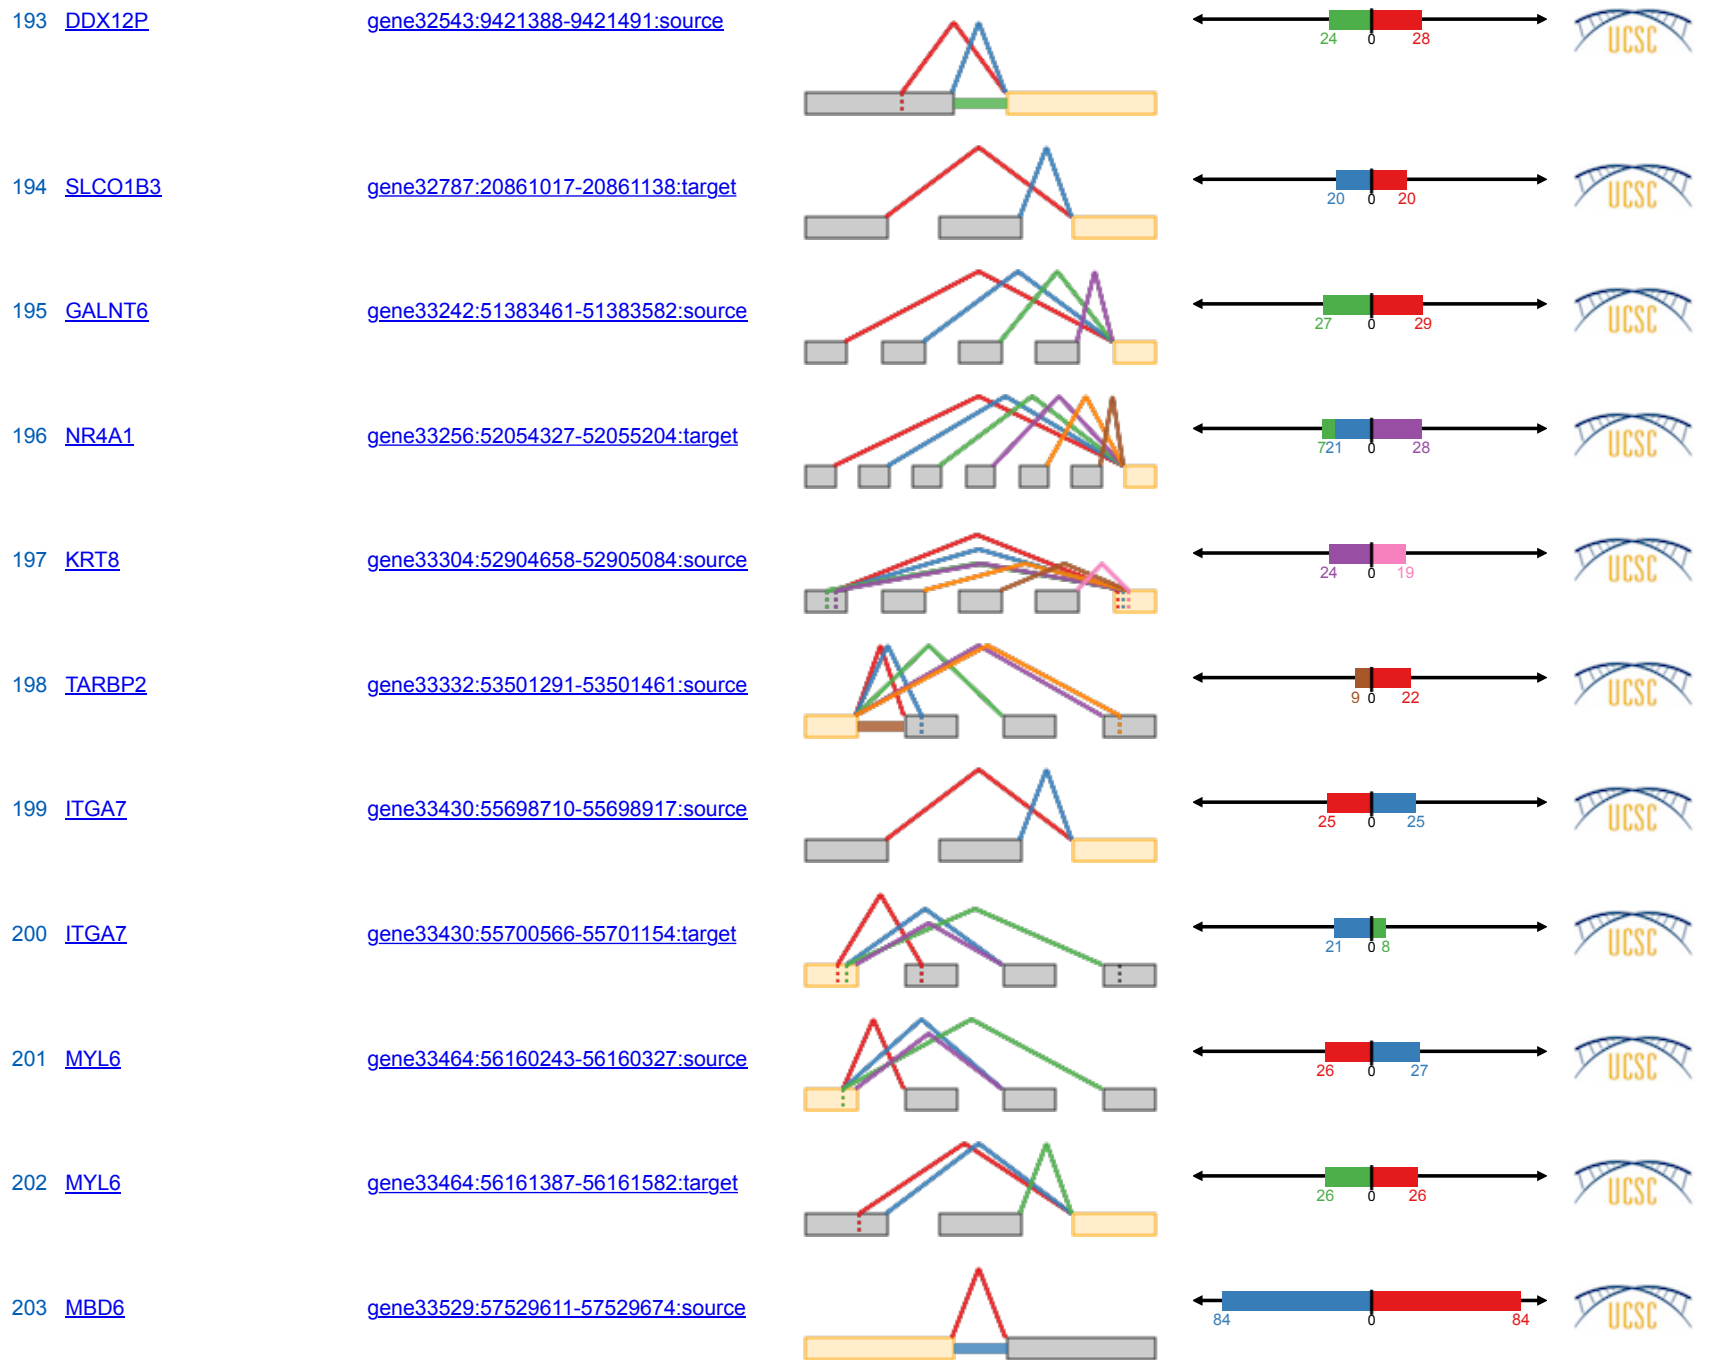 193 DDX12P gene32543:9421388-9421491:source 24 0 28 UCSC
194 SLCO1B3 gene32787:20861017-20861138:target 20 0 20 UCSC
195 GALNT6 gene33242:51383461-51383582:source 27 0 29 UCSC
196 NR4A1 gene33256:52054327-52055204:target 7 21 0 28 UCSC
197 KRT8 gene33304:52904658-52905084:source 24 0 19 UCSC
198 TARBP2 gene33332:53501291-53501461:source 9 0 22 UCSC
199 ITGA7 gene33430:55698710-55698917:source 25 0 25 UCSC
200 ITGA7 gene33430:55700566-55701154:target 21 0 8 UCSC
201 MYL6 gene33464:56160243-56160327:source 26 0 27 UCSC
202 MYL6 gene33464:56161387-56161582:target 26 0 26 UCSC
203 MBD6 gene33529:57529611-57529674:source 84 0 84 UCSC